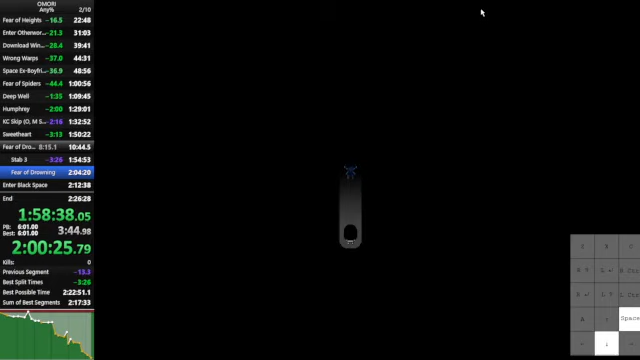 OMORI
Any% 2/10
Fear of Heights -16.5 22:48
Enter Otherwor... -21.3 31:03
Download Win... -28.4 39:41
Wrong Warps -37.0 44:31
Space Ex-Boyfri... -36.9 48:56
Fear of Spiders -44.4 1:00:56
Deep Well -1:35 1:09:45
Humphrey -2:00 1:29:01
KC Skip (O, M S... -2:16 1:32:52
Sweetheart -3:13 1:50:22
Fear of Dro... 8:15.1 10:44.5
Stab 3 -3:26 1:54:53
Fear of Drowning 2:04:20
Enter Black Space 2:12:38
End 2:26:28
1:58:38.05
PB: 6:01.00
Best: 6:01.00 3:44.98
2:00:25.79
Kills: 0
Previous Segment -13.3
Best Split Times -3:26
Best Possible Time 2:22:51.1
Sum of Best Segments 2:17:33
A
Space